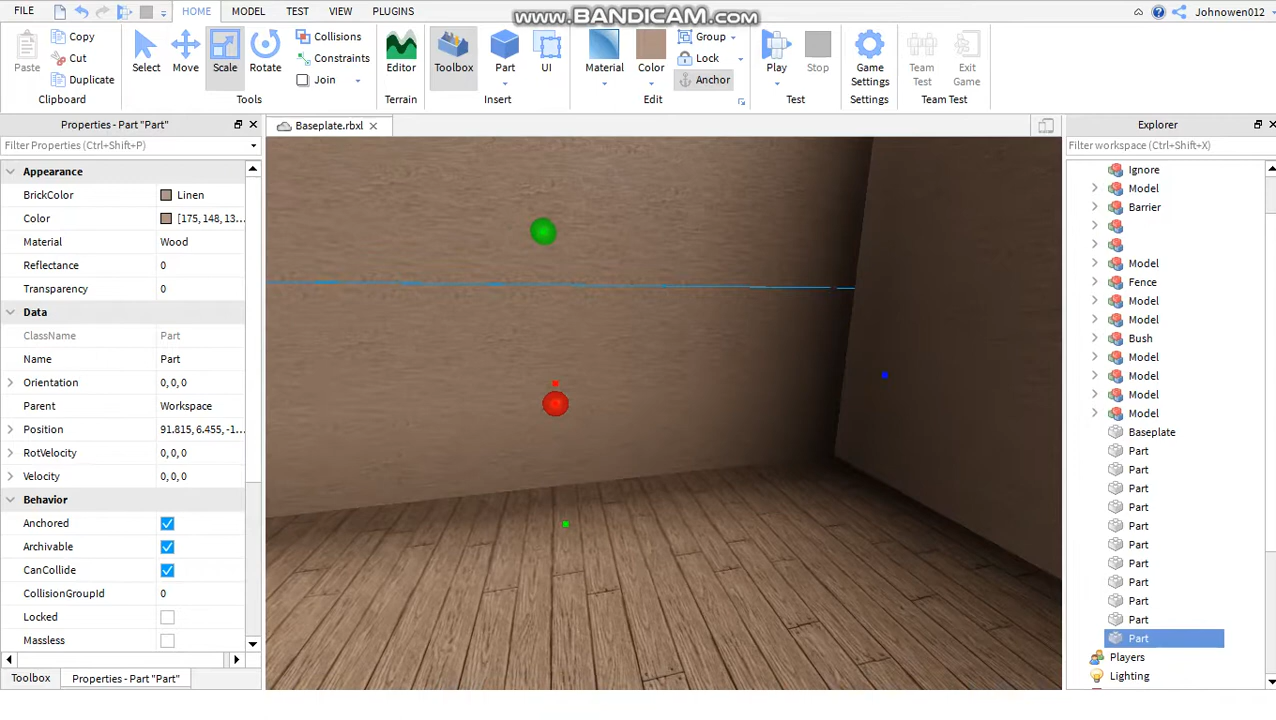 www.BANDICAM.com
FILE HOME MODEL TEST VIEW PLUGINS Johnowen012
Paste Copy Cut Duplicate
Select Move Scale Rotate Collisions Constraints Join
Editor Toolbox Part UI
Material Color Group Lock Anchor
Play Stop Game Settings Team Test Exit Game
Clipboard Tools Terrain Insert Edit Test Settings Team Test
Properties - Part "Part"
Filter Properties (Ctrl+Shift+P)
Appearance
BrickColor Linen
Color [175, 148, 13...
Material Wood
Reflectance 0
Transparency 0
Data
ClassName Part
Name Part
Orientation 0, 0, 0
Parent Workspace
Position 91.815, 6.455, -1...
RotVelocity 0, 0, 0
Velocity 0, 0, 0
Behavior
Anchored
Archivable
CanCollide
CollisionGroupId 0
Locked
Massless
Toolbox Properties - Part "Part"
Baseplate.rbxl
Explorer
Filter workspace (Ctrl+Shift+X)
Ignore
Model
Barrier
Model
Fence
Model
Model
Bush
Model
Model
Model
Model
Baseplate
Part
Part
Part
Part
Part
Part
Part
Part
Part
Part
Part
Players
Lighting